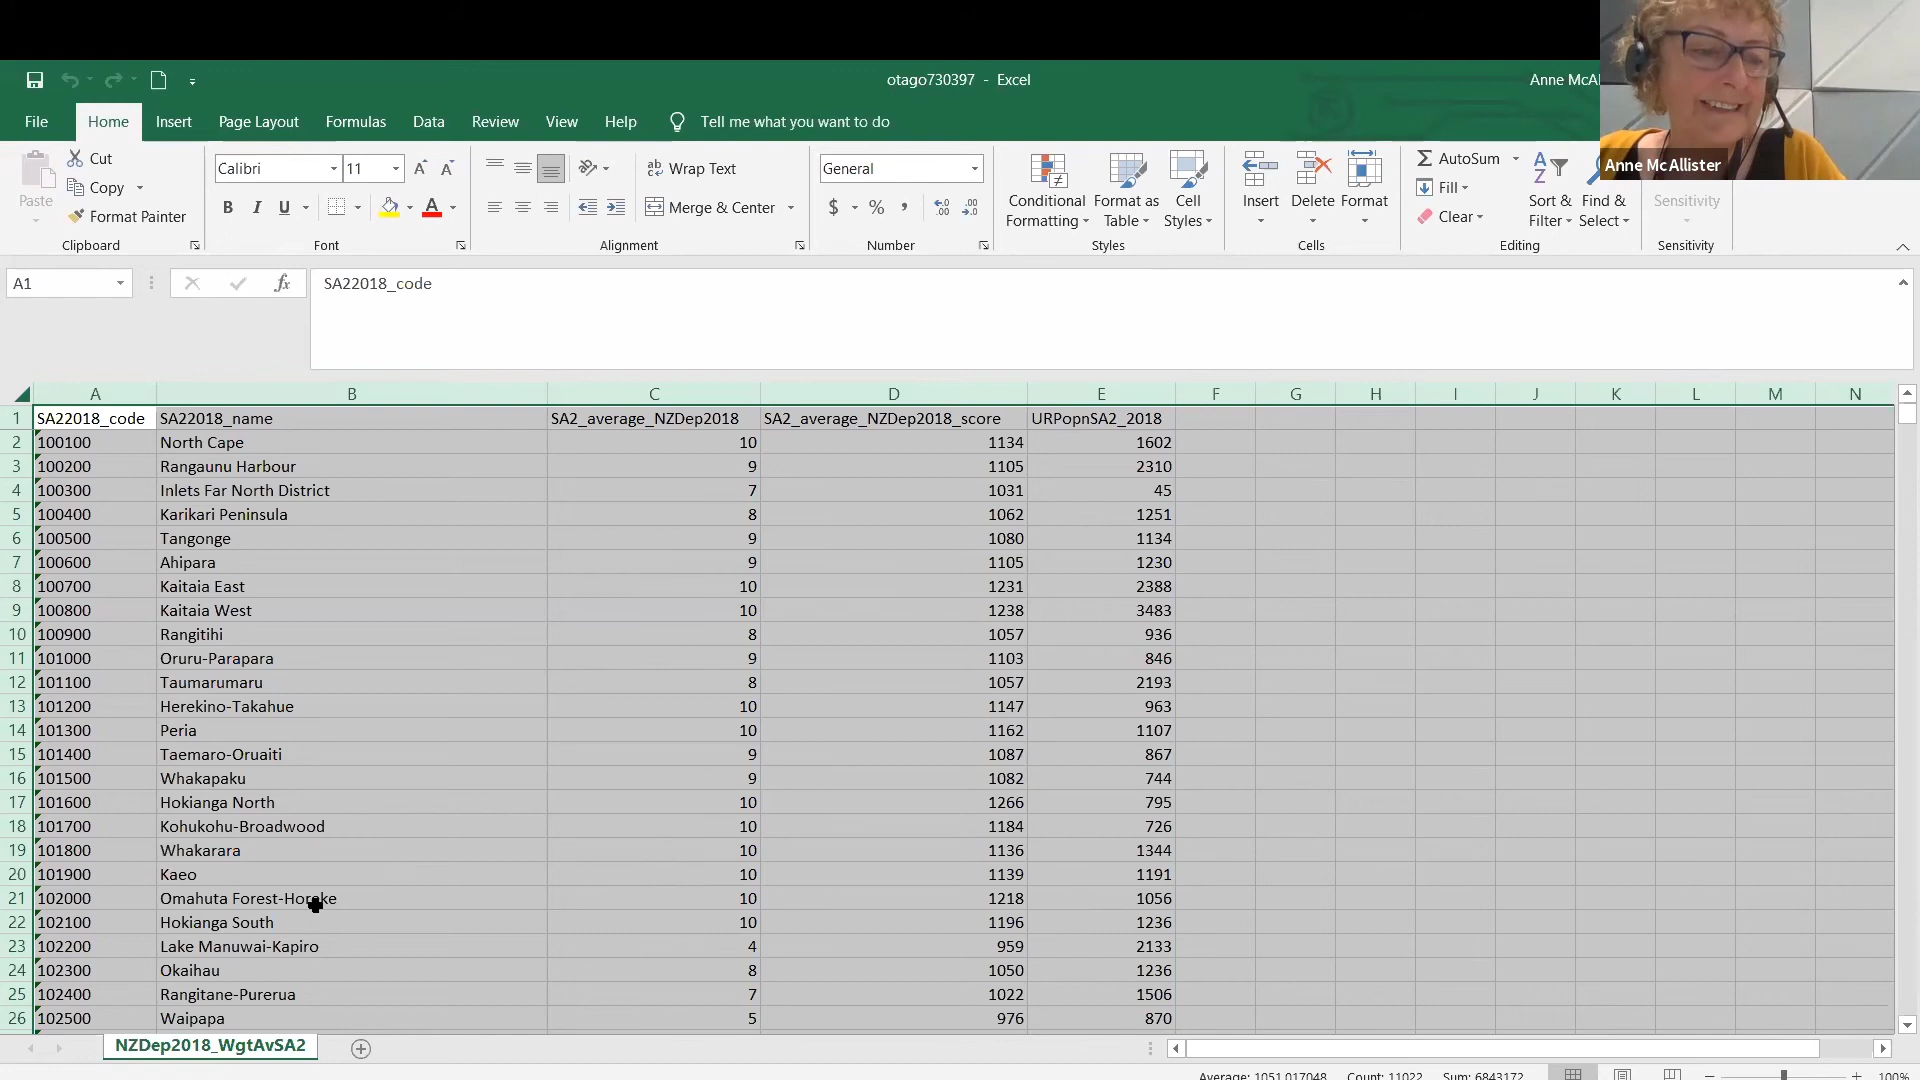 otago730397 - Excel
Anne McAl
File Home Insert Page Layout Formulas Data Review View Help Tell me what you want to do
Anne McAllister
Paste
Cut
Copy
Format Painter
Clipboard
Calibri 11
B I U
Font
Wrap Text
Merge & Center
Alignment
General
$ % ,
Number
Conditional Formatting
Format as Table
Cell Styles
Styles
Insert Delete Format
Cells
AutoSum
Fill
Clear
Sort & Filter
Find & Select
Editing
Sensitivity
Sensitivity
A1 fx SA22018_code
A B C D E F G H I J K L M N
1 SA22018_code SA22018_name SA2_average_NZDep2018 SA2_average_NZDep2018_score URPopnSA2_2018
2 100100 North Cape 10 1134 1602
3 100200 Rangaunu Harbour 9 1105 2310
4 100300 Inlets Far North District 7 1031 45
5 100400 Karikari Peninsula 8 1062 1251
6 100500 Tangonge 9 1080 1134
7 100600 Ahipara 9 1105 1230
8 100700 Kaitaia East 10 1231 2388
9 100800 Kaitaia West 10 1238 3483
10 100900 Rangitihi 8 1057 936
11 101000 Oruru-Parapara 9 1103 846
12 101100 Taumarumaru 8 1057 2193
13 101200 Herekino-Takahue 10 1147 963
14 101300 Peria 10 1162 1107
15 101400 Taemaro-Oruaiti 9 1087 867
16 101500 Whakapaku 9 1082 744
17 101600 Hokianga North 10 1266 795
18 101700 Kohukohu-Broadwood 10 1184 726
19 101800 Whakarara 10 1136 1344
20 101900 Kaeo 10 1139 1191
21 102000 Omahuta Forest-Horeke 10 1218 1056
22 102100 Hokianga South 10 1196 1236
23 102200 Lake Manuwai-Kapiro 4 959 2133
24 102300 Okaihau 8 1050 1236
25 102400 Rangitane-Purerua 7 1022 1506
26 102500 Waipapa 5 976 870
NZDep2018_WgtAvSA2
Average: 1051.017048 Count: 11022 Sum: 6843172 100%